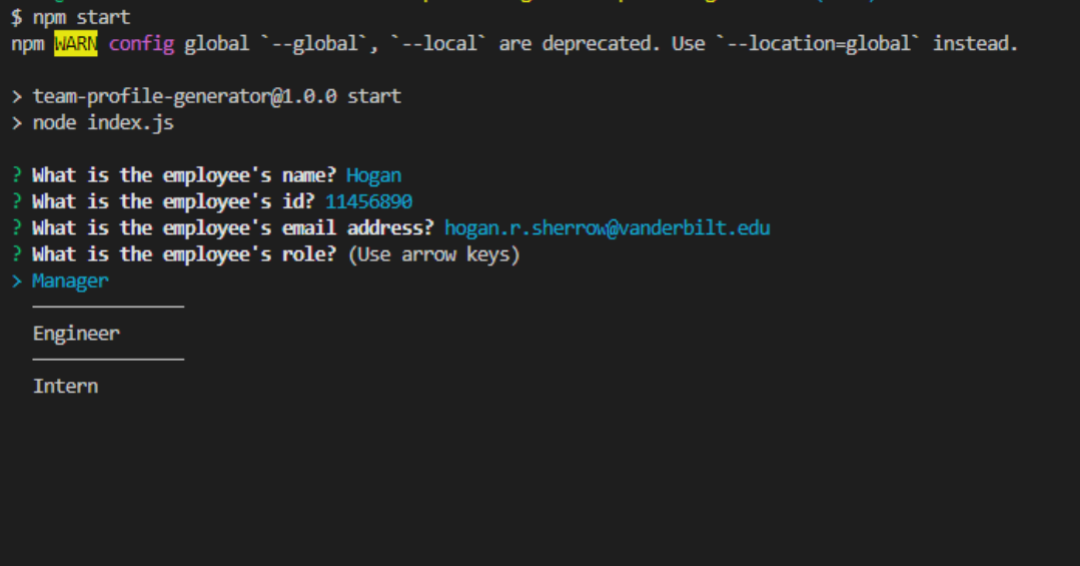 $ npm start
npm WARN config global `--global`, `--local` are deprecated. Use `--location=global` instead.
> team-profile-generator@1.0.0 start
> node index.js
? What is the employee's name? Hogan
? What is the employee's id? 11456890
? What is the employee's email address? hogan.r.sherrow@vanderbilt.edu
? What is the employee's role? (Use arrow keys)
> Manager
──────────────
Engineer
──────────────
Intern